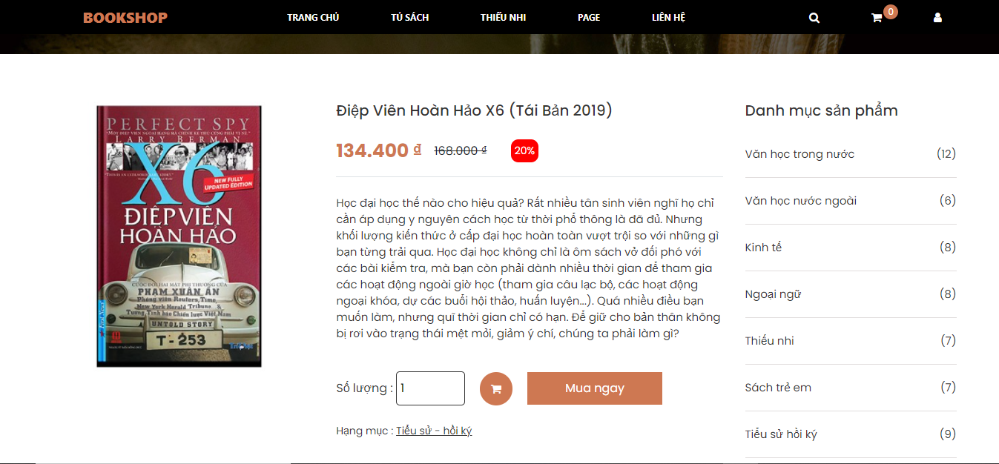 BOOKSHOP
TRANG CHỦ
TỦ SÁCH
THIẾU NHI
PAGE
LIÊN HỆ
0
PERFECT SPY
LARRY BERMAN
X6
NEW FULLY
UPDATED EDITION
ĐIỆP VIÊN
HOÀN HẢO
CUỘC ĐỜI HAI MẶT PHI THƯỜNG CỦA
PHẠM XUÂN ẨN
Phóng viên Reuters, Time,
New York Herald Tribune...&
Tướng Tình báo Chiến lược Việt Nam
UNTOLD STORY
T - 253
Điệp Viên Hoàn Hảo X6 (Tái Bản 2019)
134.400 ₫ 168.000 ₫ 20%
Học đại học thế nào cho hiệu quả? Rất nhiều tân sinh viên nghĩ họ chỉ
cần áp dụng y nguyên cách học từ thời phổ thông là đã đủ. Nhưng
khối lượng kiến thức ở cấp đại học hoàn toàn vượt trội so với những gì
bạn từng trải qua. Học đại học không chỉ là ôm sách vở đối phó với
các bài kiểm tra, mà bạn còn phải dành nhiều thời gian để tham gia
các hoạt động ngoài giờ học (tham gia câu lạc bộ, các hoạt động
ngoại khóa, dự các buổi hội thảo, huấn luyện…). Quá nhiều điều bạn
muốn làm, nhưng quĩ thời gian chỉ có hạn. Để giữ cho bản thân không
bị rơi vào trạng thái mệt mỏi, giảm ý chí, chúng ta phải làm gì?
Số lượng : 1
Mua ngay
Hạng mục : Tiểu sử - hồi ký
Danh mục sản phẩm
Văn học trong nước (12)
Văn học nước ngoài (6)
Kinh tế (8)
Ngoại ngữ (8)
Thiếu nhi (7)
Sách trẻ em (7)
Tiểu sử hồi ký (9)